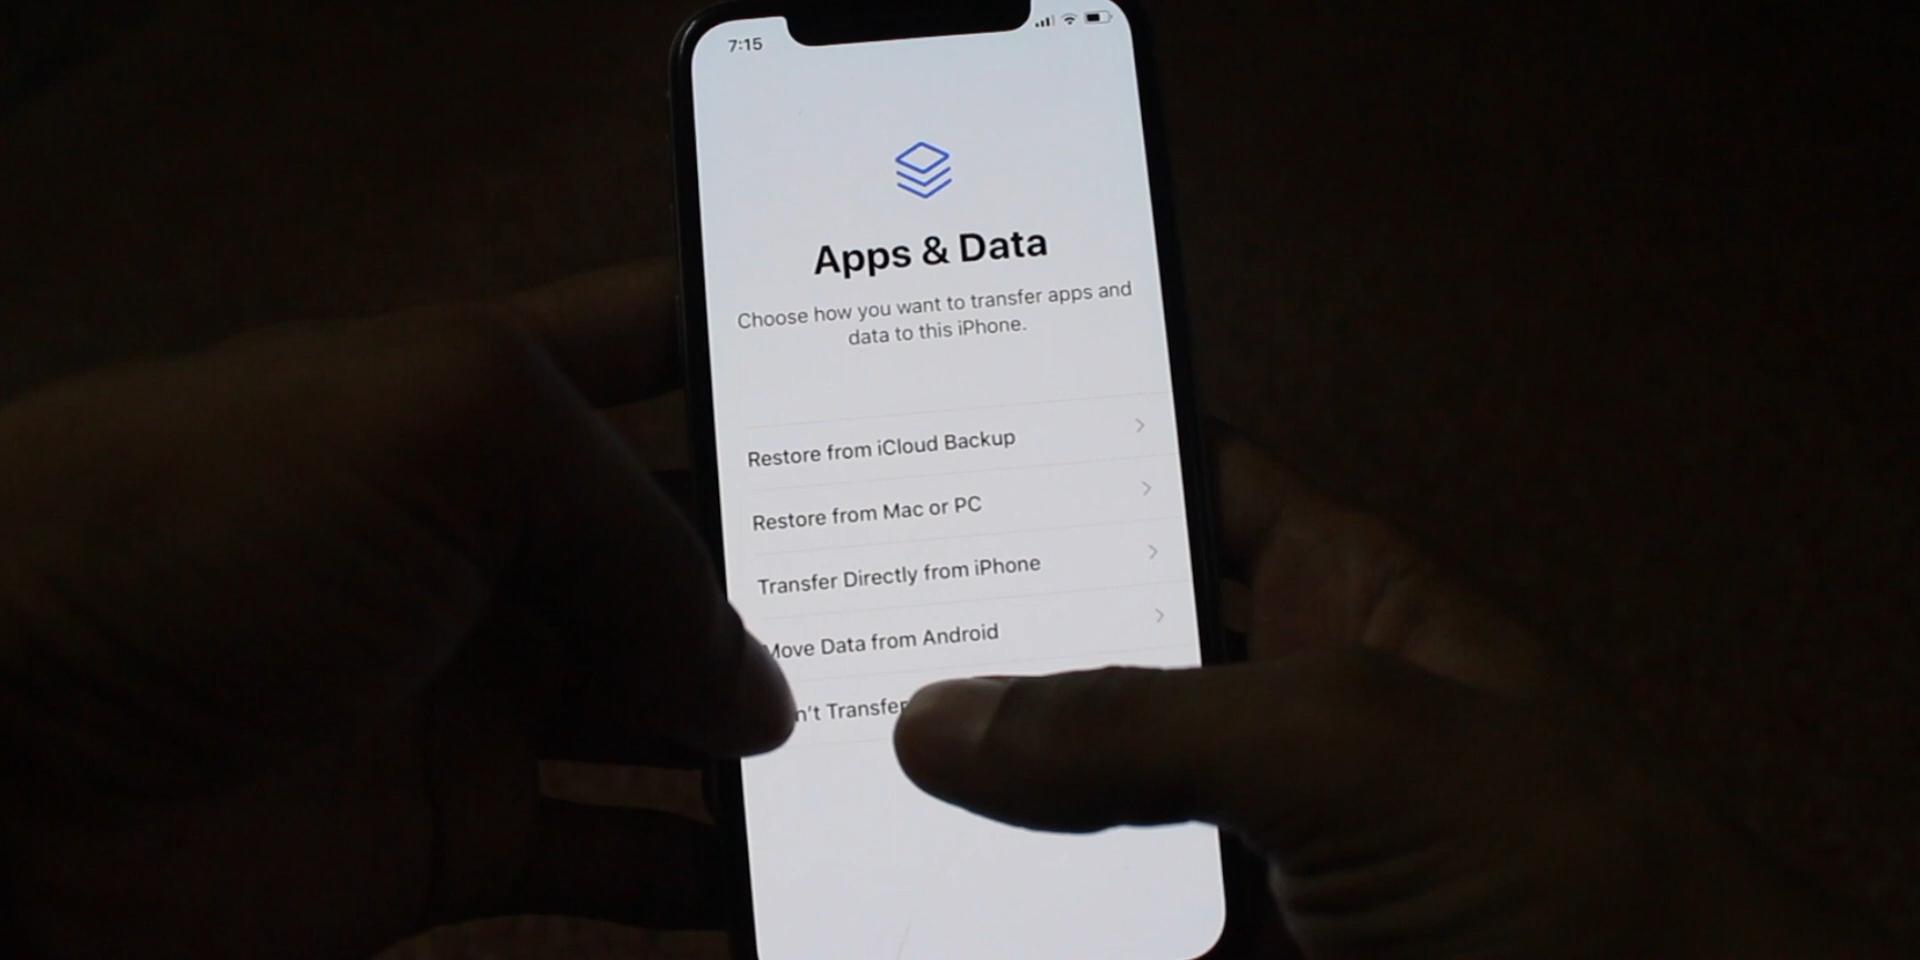 7:15
Apps & Data
Choose how you want to transfer apps and
data to this iPhone.
Restore from iCloud Backup
Restore from Mac or PC
Transfer Directly from iPhone
Move Data from Android
n't Transfer